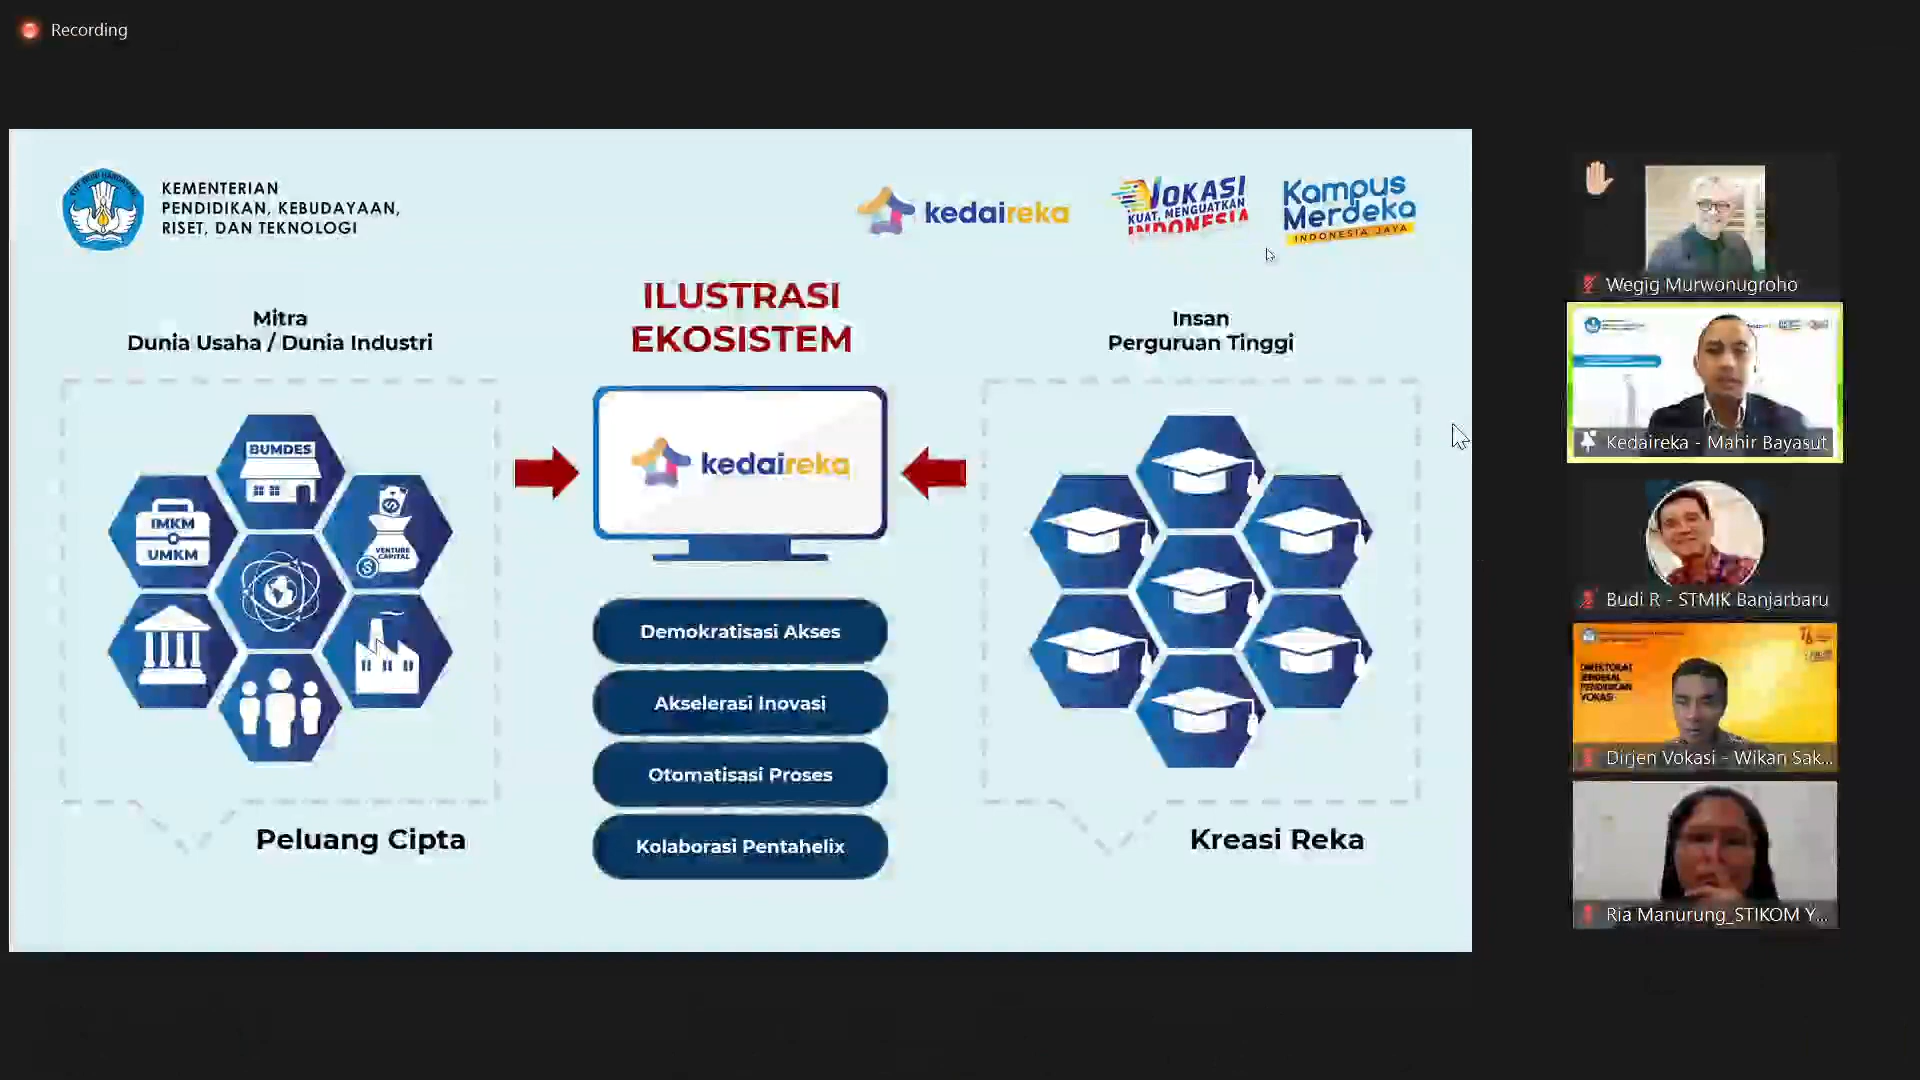 Recording
KEMENTERIAN
PENDIDIKAN, KEBUDAYAAN,
RISET, DAN TEKNOLOGI
kedaireka
VOKASI
KUAT, MENGUATKAN
INDONESIA
Kampus
Merdeka
INDONESIA JAYA
ILUSTRASI
EKOSISTEM
Mitra
Dunia Usaha / Dunia Industri
BUMDES
IMKM
UMKM
VENTURE
CAPITAL
Peluang Cipta
kedaireka
Demokratisasi Akses
Akselerasi Inovasi
Otomatisasi Proses
Kolaborasi Pentahelix
Insan
Perguruan Tinggi
Kreasi Reka
Wegig Murwonugroho
Kedaireka - Mahir Bayasut
Budi R - STMIK Banjarbaru
DIREKTORAT
JENDERAL
PENDIDIKAN
VOKASI
Dirjen Vokasi - Wikan Sak...
Ria Manurung_STIKOM Y...